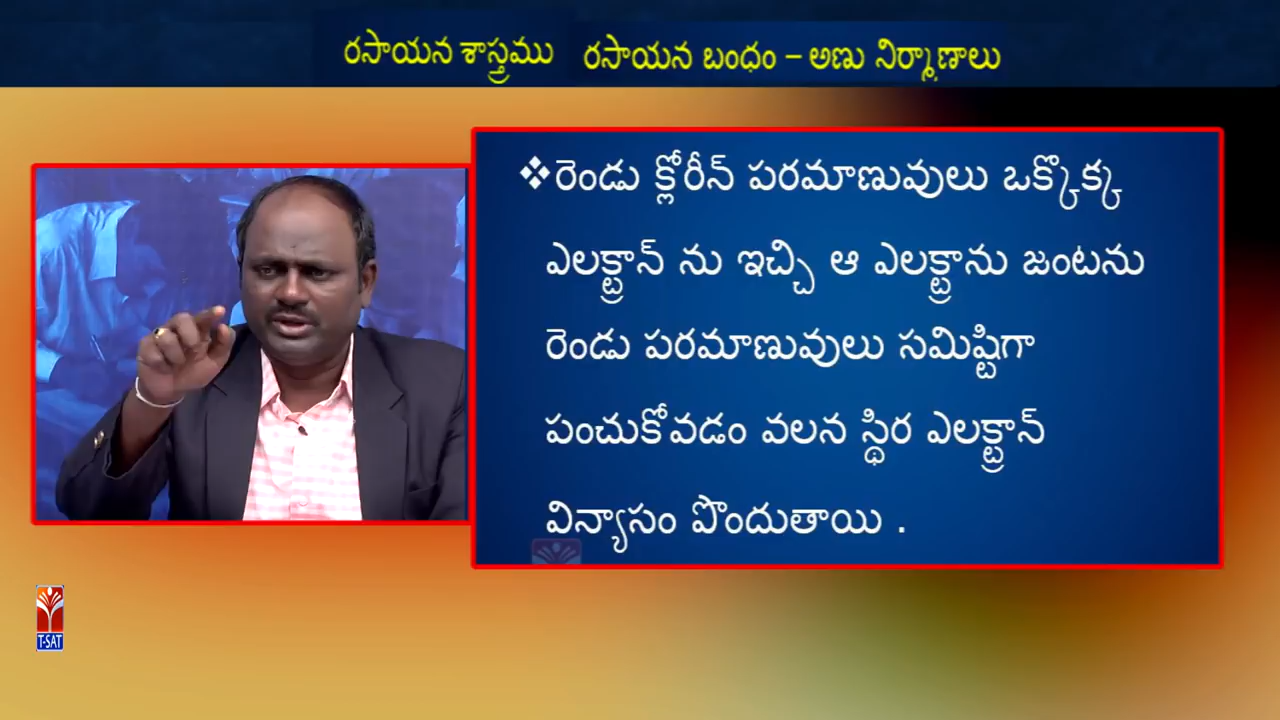 రసాయన శాస్త్రము రసాయన బంధం – అణు నిర్మాణాలు
❖రెండు క్లోరీన్ పరమాణువులు ఒక్కొక్క
ఎలక్ట్రాన్ ను ఇచ్చి ఆ ఎలక్ట్రాను జంటను
రెండు పరమాణువులు సమిష్టిగా
పంచుకోవడం వలన స్థిర ఎలక్ట్రాన్
విన్యాసం పొందుతాయి .
T-SAT